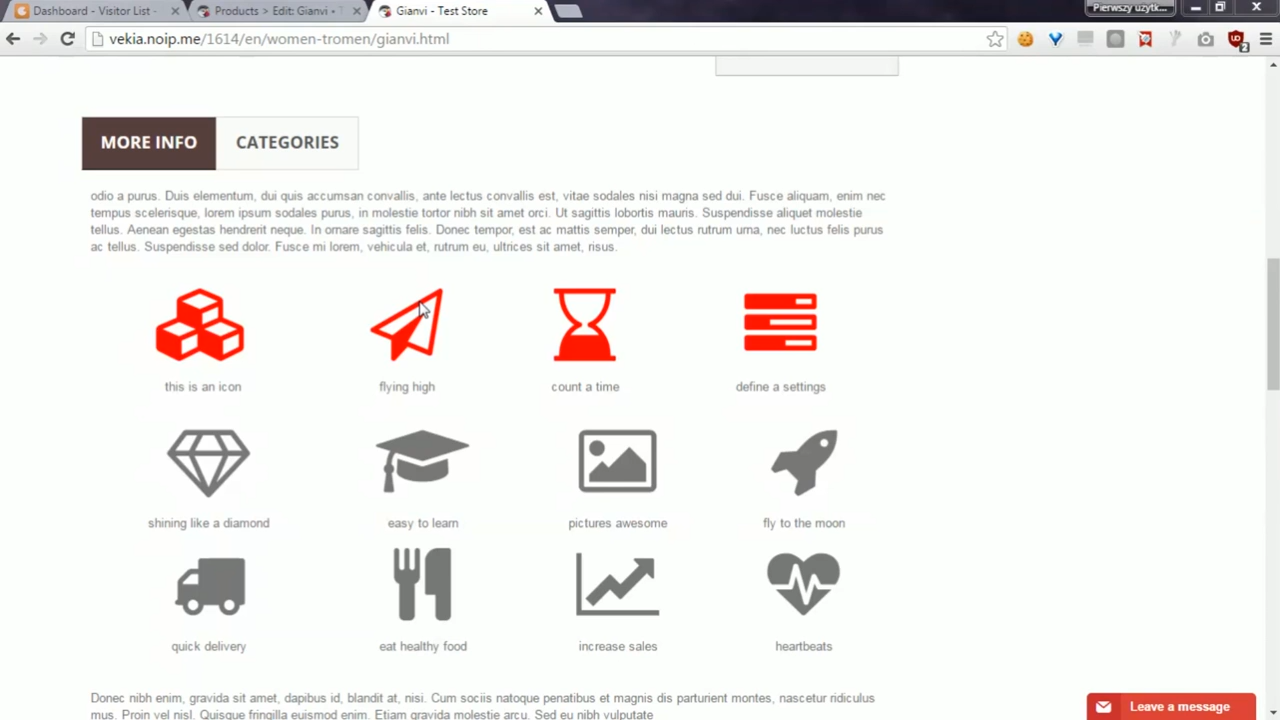 Dashboard - Visitor List -
Products > Edit: Gianvi -
Gianvi - Test Store
Pierwszy użytk...
vekia.noip.me/1614/en/women-tromen/gianvi.html
2
MORE INFO
CATEGORIES
odio a purus. Duis elementum, dui quis accumsan convallis, ante lectus convallis est, vitae sodales nisi magna sed dui. Fusce aliquam, enim nec
tempus scelerisque, lorem ipsum sodales purus, in molestie tortor nibh sit amet orci. Ut sagittis lobortis mauris. Suspendisse aliquet molestie
tellus. Aenean egestas hendrerit neque. In ornare sagittis felis. Donec tempor, est ac mattis semper, dui lectus rutrum uma, nec luctus felis purus
ac tellus. Suspendisse sed dolor. Fusce mi lorem, vehicula et, rutrum eu, ultrices sit amet, risus.
this is an icon
flying high
count a time
define a settings
shining like a diamond
easy to learn
pictures awesome
fly to the moon
quick delivery
eat healthy food
increase sales
heartbeats
Donec nibh enim, gravida sit amet, dapibus id, blandit at, nisi. Cum sociis natoque penatibus et magnis dis parturient montes, nascetur ridiculus
mus. Proin vel nisl. Quisque fringilla euismod enim. Etiam gravida molestie arcu. Sed eu nibh vulputate
Leave a message